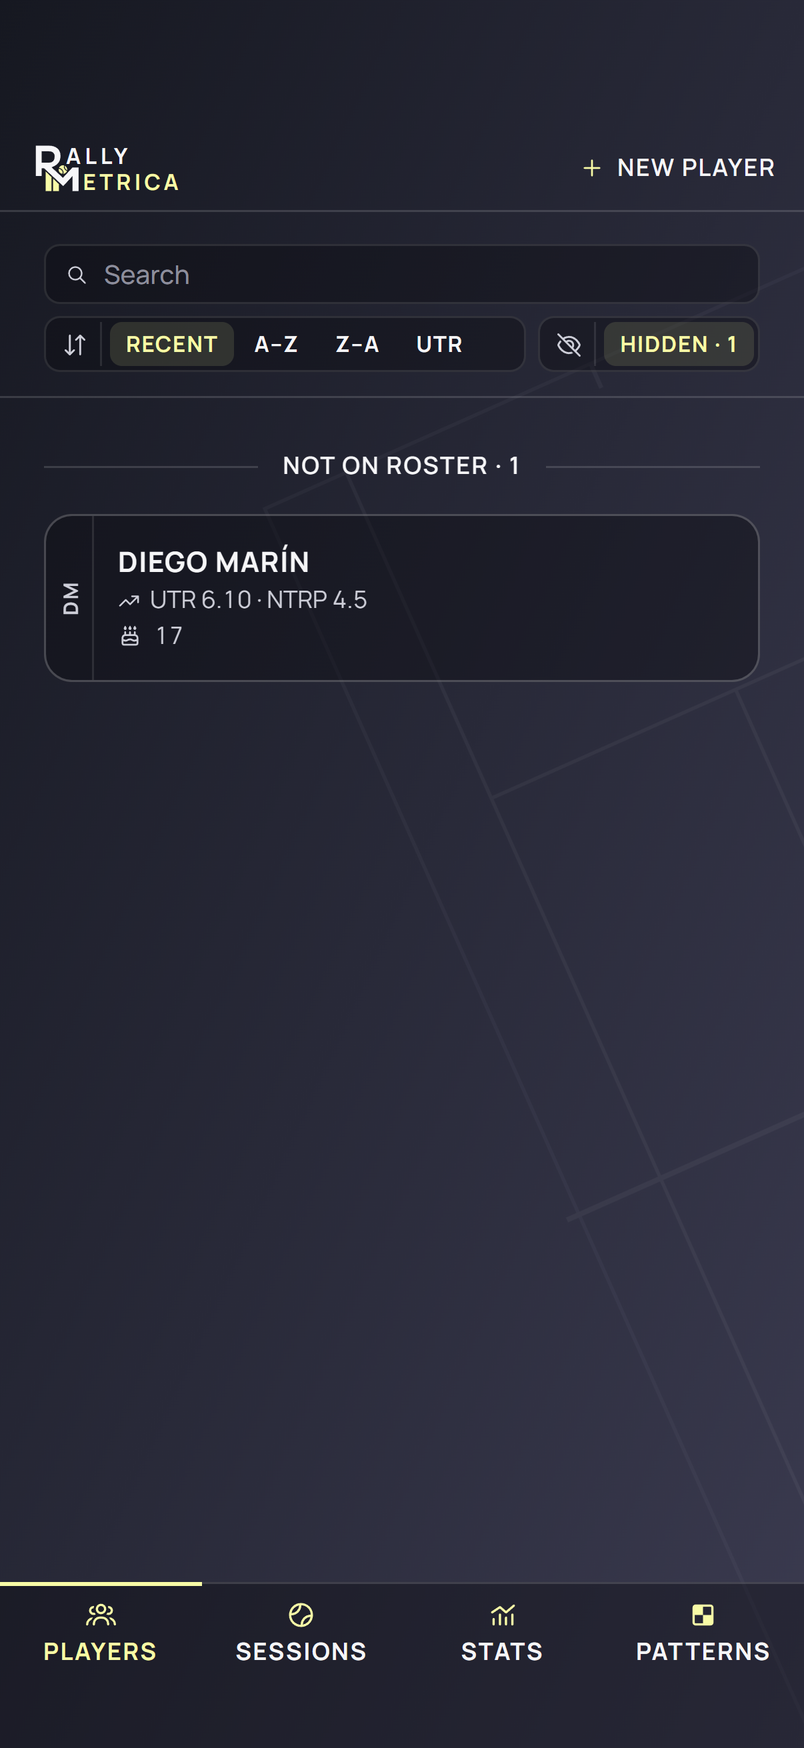 RALLY
METRICA
+ NEW PLAYER
Search
RECENT A–Z Z–A UTR HIDDEN · 1
NOT ON ROSTER · 1
DM
DIEGO MARÍN
UTR 6.10 · NTRP 4.5
17
PLAYERS SESSIONS STATS PATTERNS